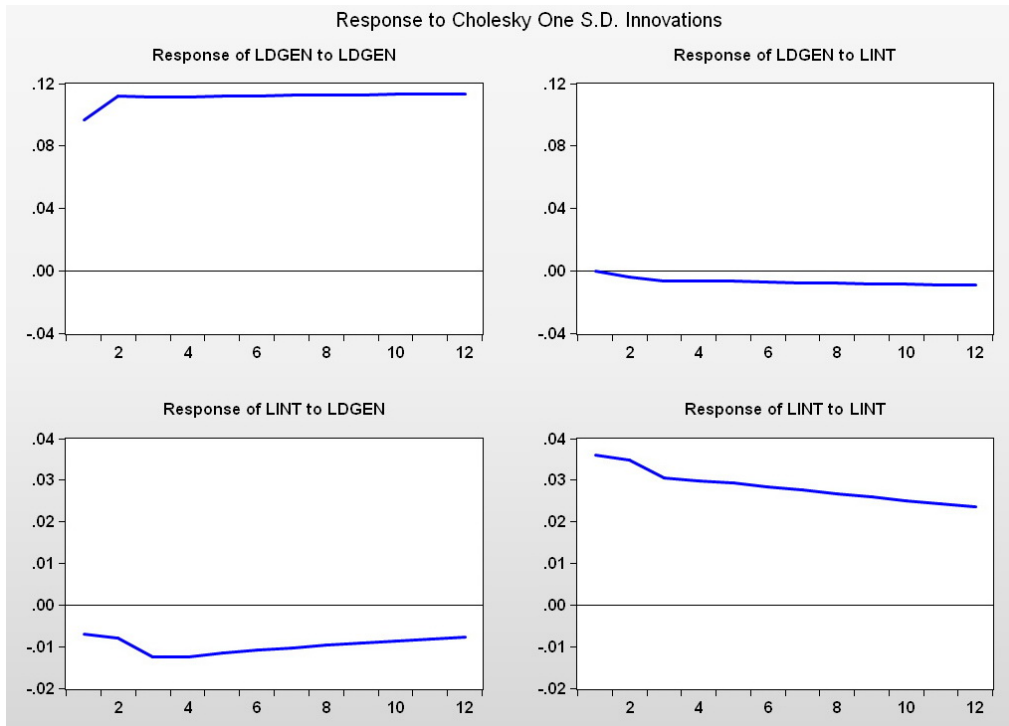 Response to Cholesky One S.D. Innovations
Response of LDGEN to LDGEN
.12
.08
.04
.00
-.04
2 4 6 8 10 12
Response of LDGEN to LINT
.12
.08
.04
.00
-.04
2 4 6 8 10 12
Response of LINT to LDGEN
.04
.03
.02
.01
.00
-.01
-.02
2 4 6 8 10 12
Response of LINT to LINT
.04
.03
.02
.01
.00
-.01
-.02
2 4 6 8 10 12